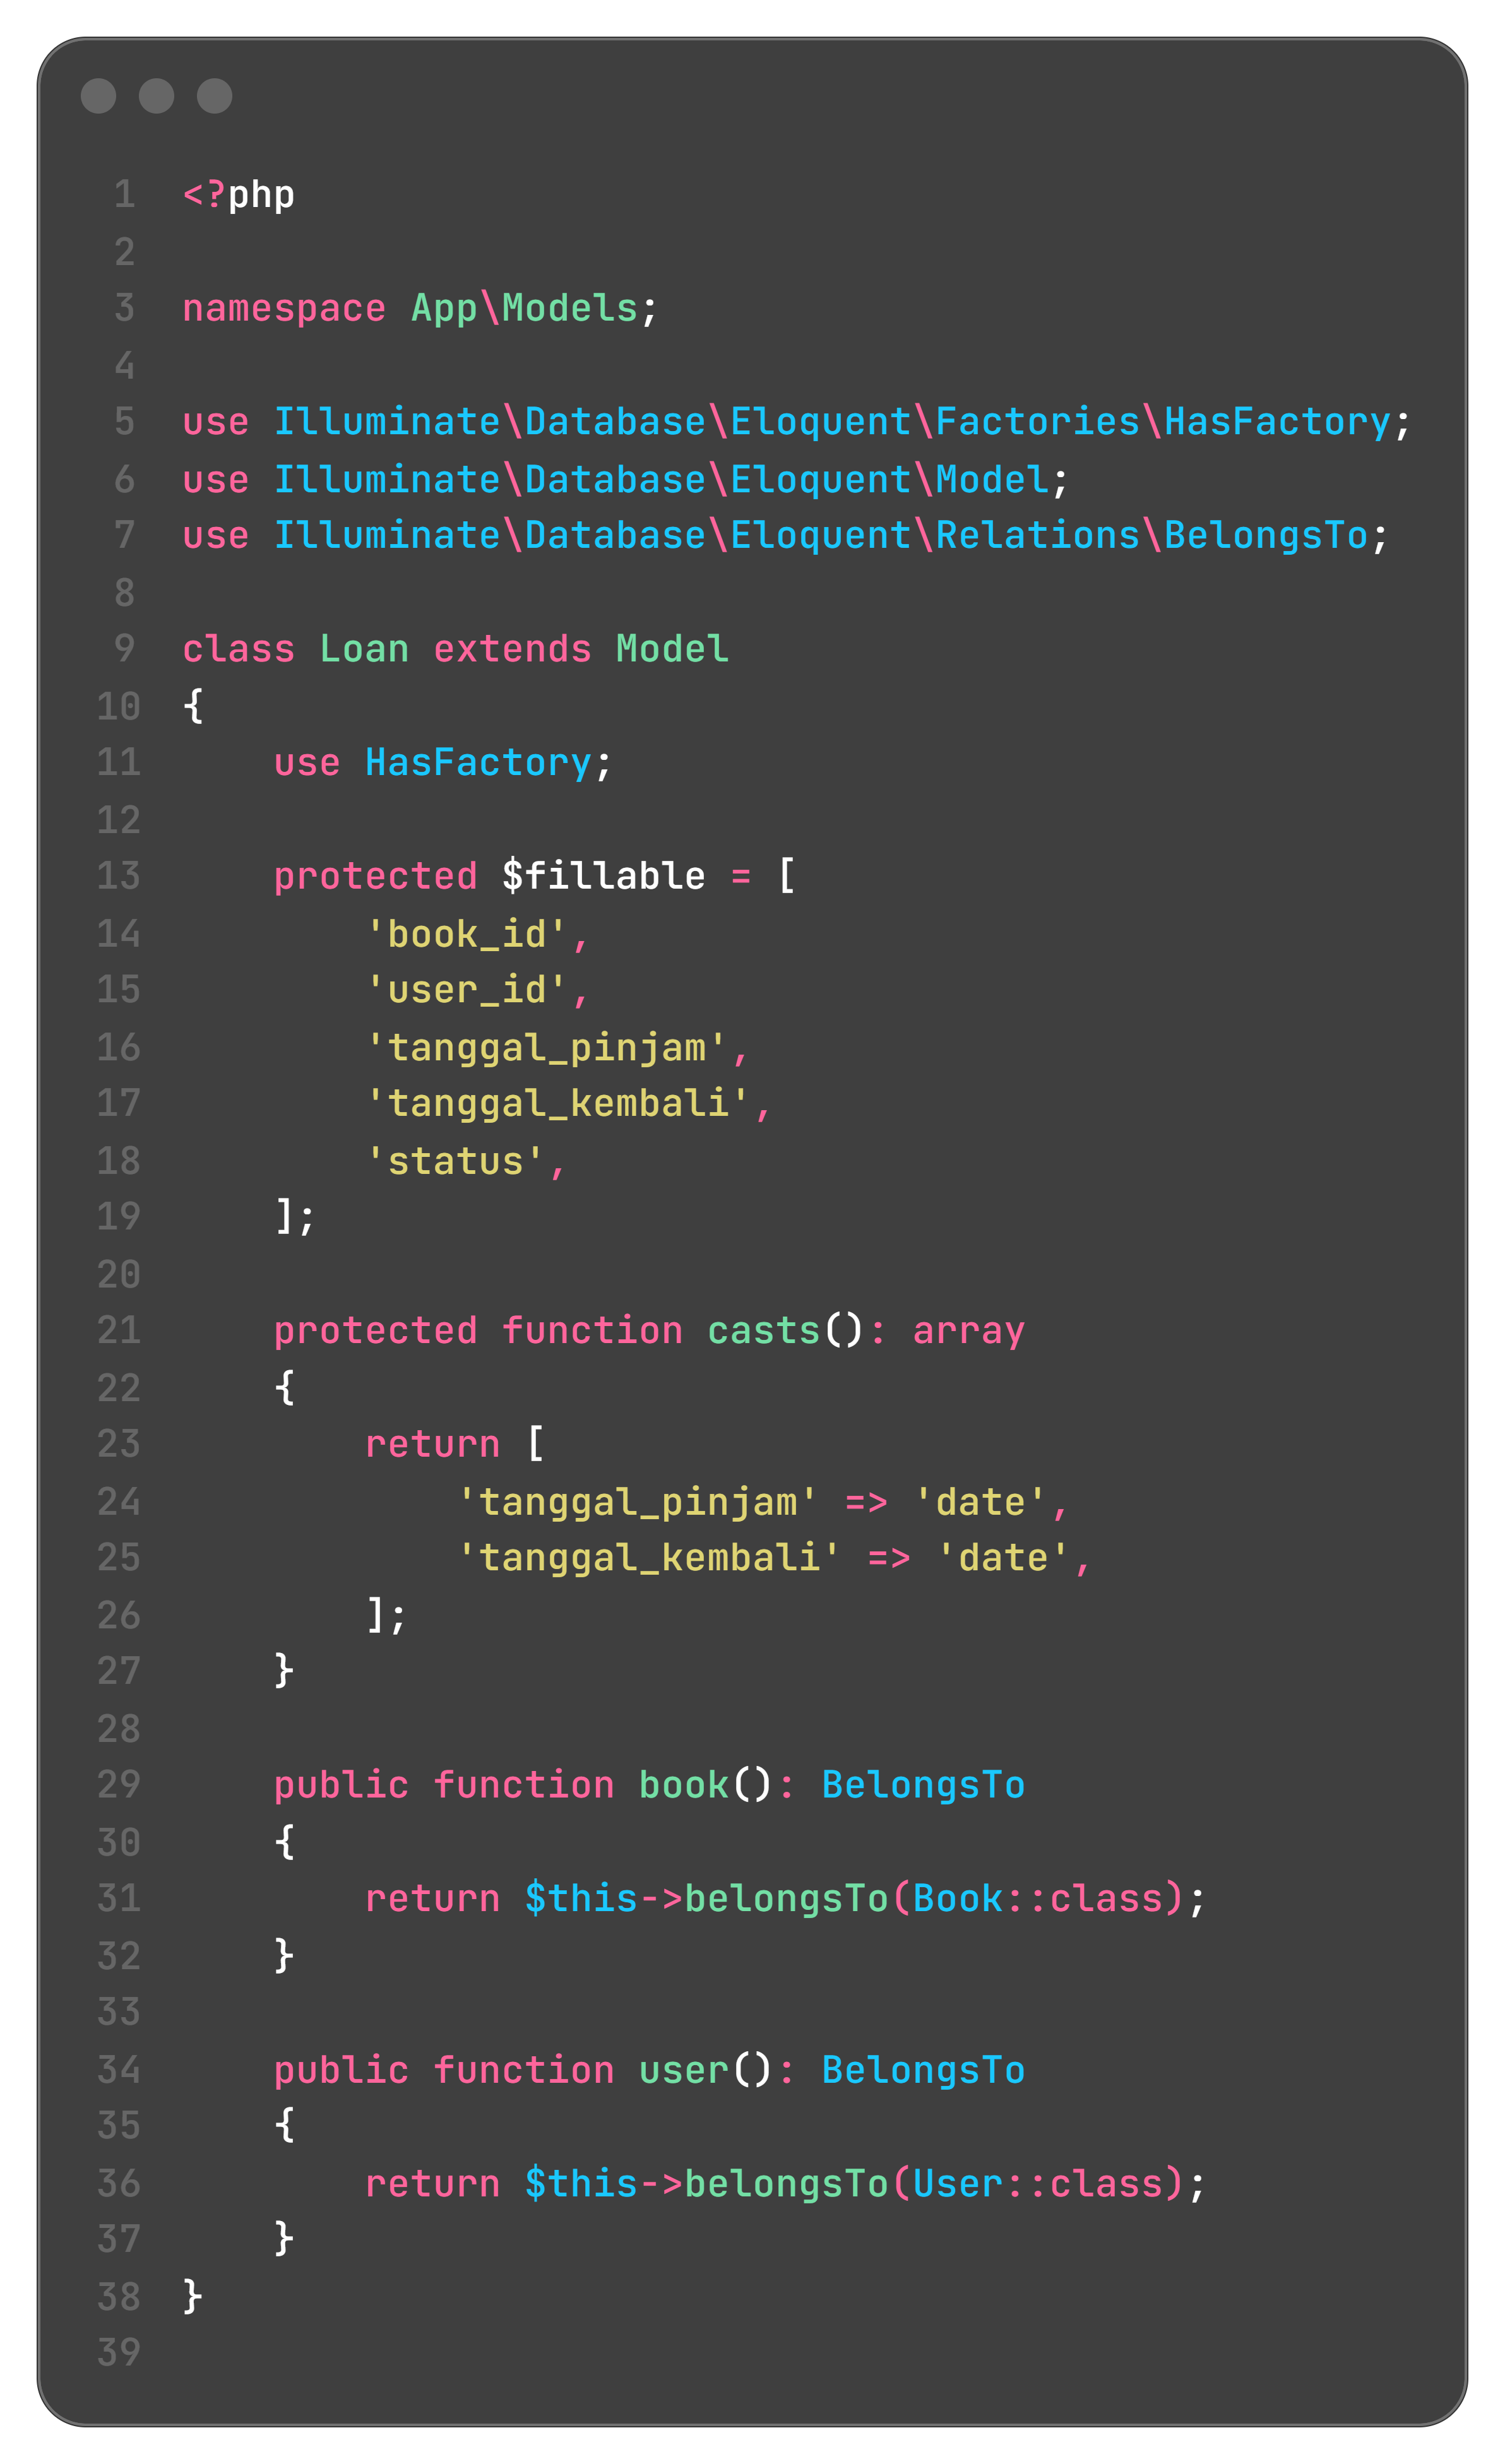 1 <?php
2
3 namespace App\Models;
4
5 use Illuminate\Database\Eloquent\Factories\HasFactory;
6 use Illuminate\Database\Eloquent\Model;
7 use Illuminate\Database\Eloquent\Relations\BelongsTo;
8
9 class Loan extends Model
10 {
11     use HasFactory;
12
13     protected $fillable = [
14         'book_id',
15         'user_id',
16         'tanggal_pinjam',
17         'tanggal_kembali',
18         'status',
19     ];
20
21     protected function casts(): array
22     {
23         return [
24             'tanggal_pinjam' => 'date',
25             'tanggal_kembali' => 'date',
26         ];
27     }
28
29     public function book(): BelongsTo
30     {
31         return $this->belongsTo(Book::class);
32     }
33
34     public function user(): BelongsTo
35     {
36         return $this->belongsTo(User::class);
37     }
38 }
39